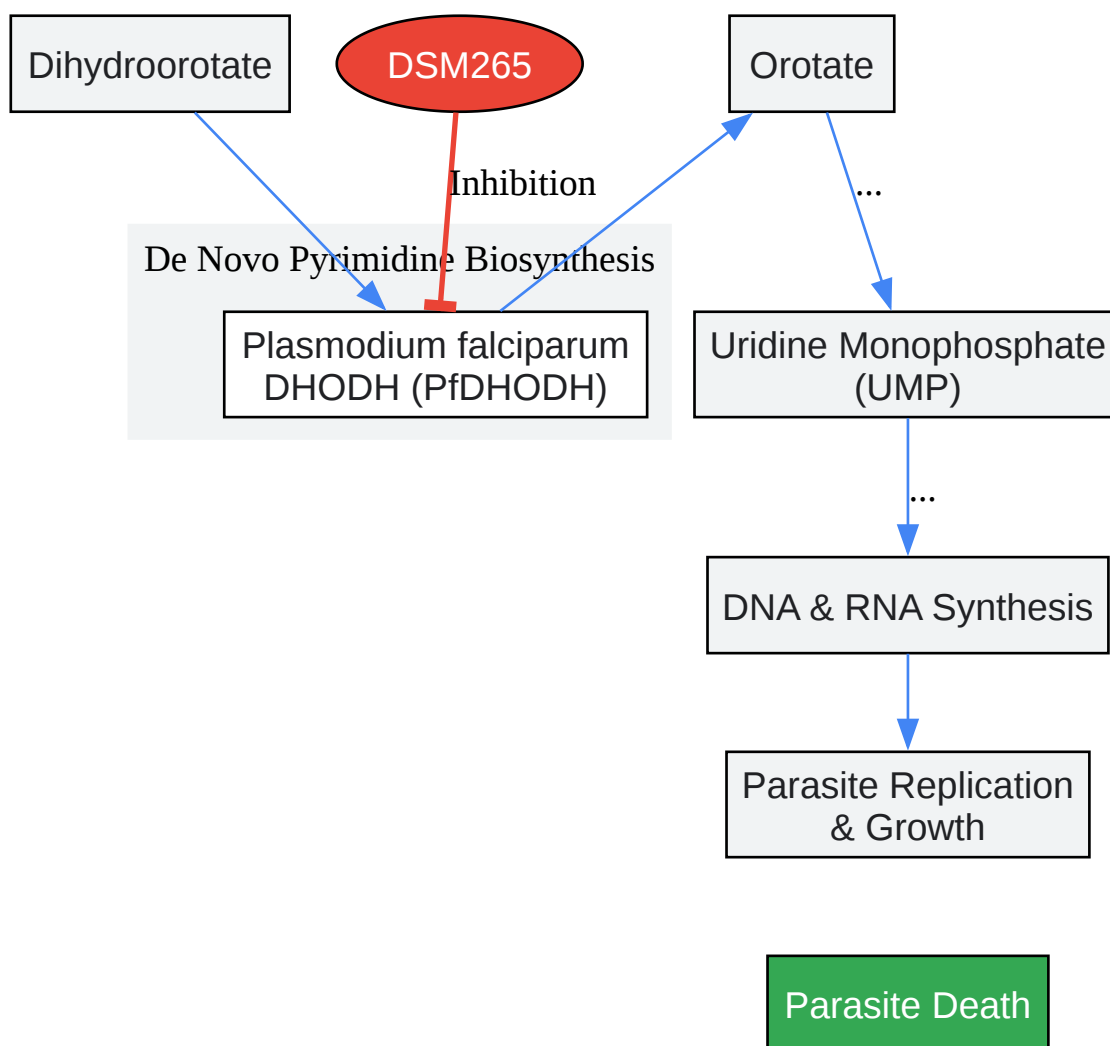 Dihydroorotate
DSM265
Orotate
Inhibition
...
De Novo Pyrimidine Biosynthesis
Plasmodium falciparum
DHODH (PfDHODH)
Uridine Monophosphate
(UMP)
...
DNA & RNA Synthesis
Parasite Replication
& Growth
Parasite Death